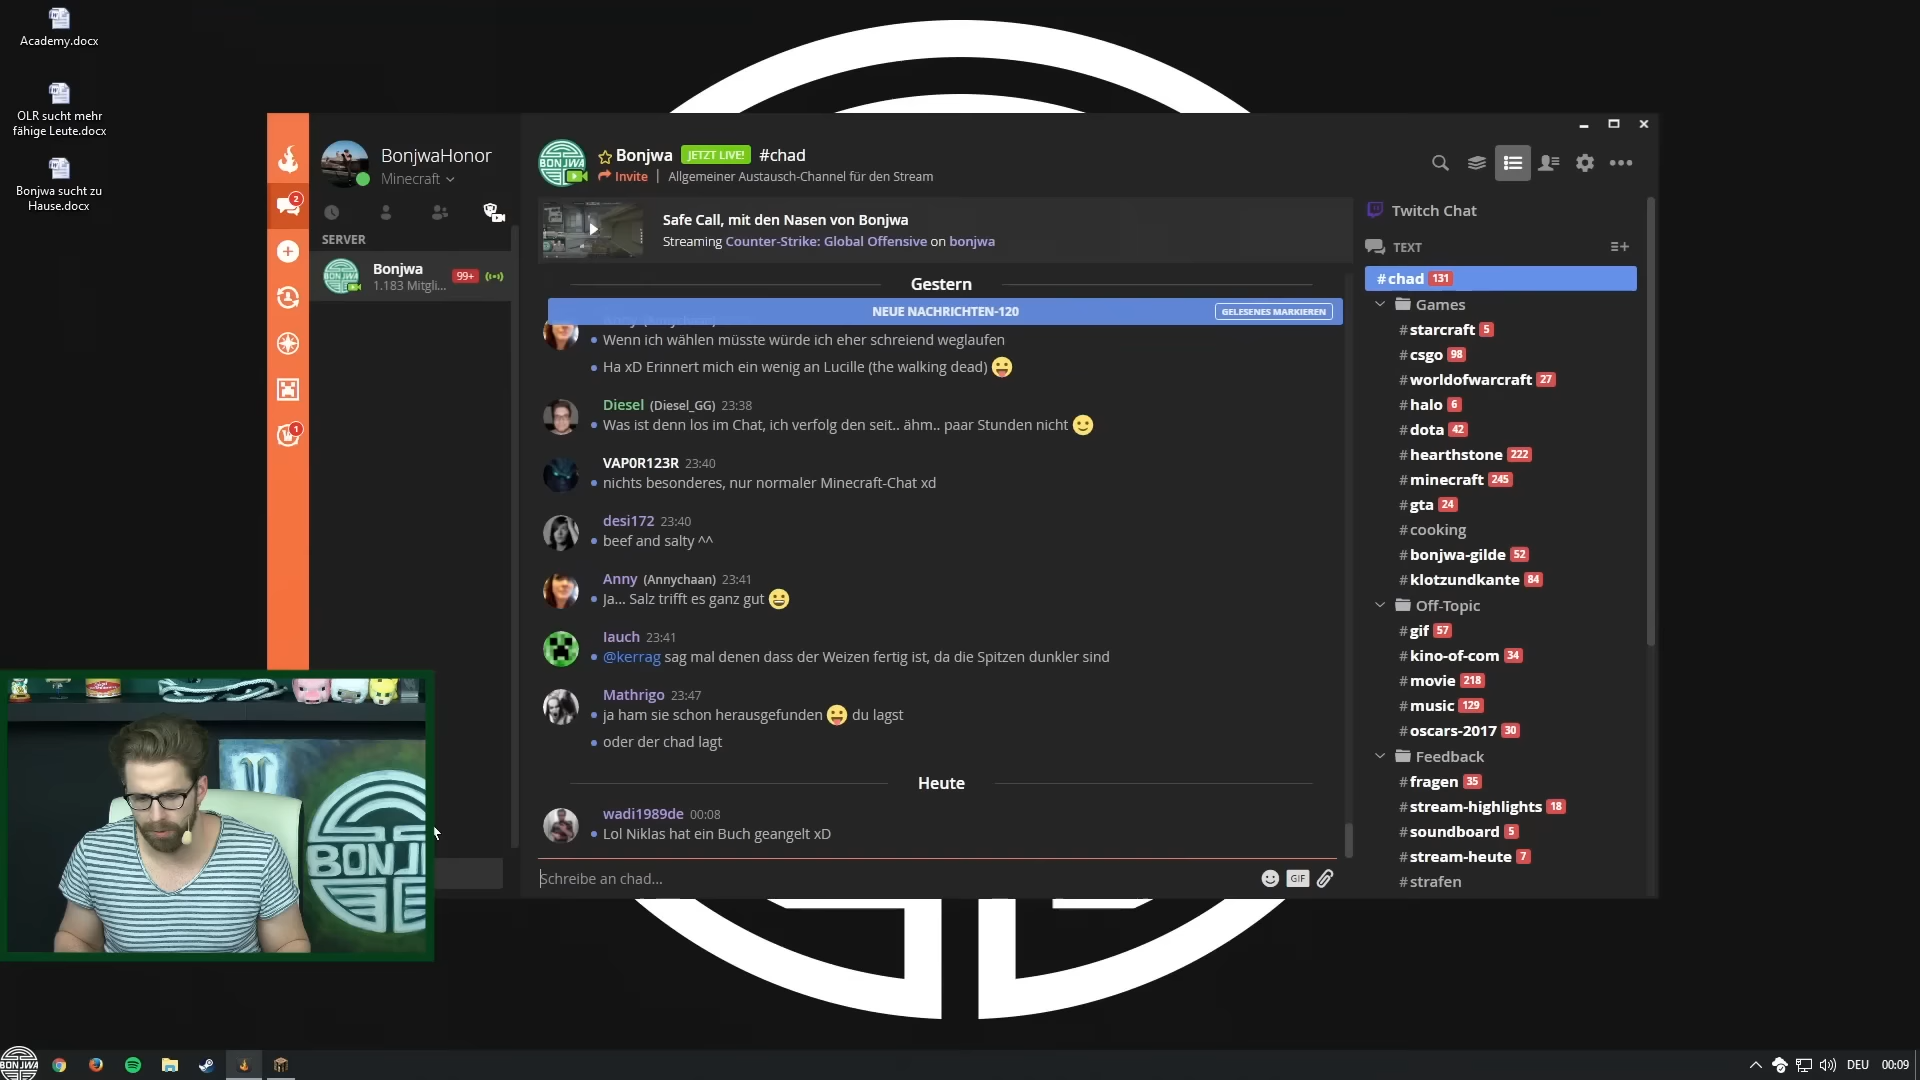 Academy.docx
OLR sucht mehr
fähige Leute.docx
Bonjwa sucht zu
Hause.docx
2
1
BonjwaHonor
Minecraft
SERVER
Bonjwa
99+
1.183 Mitgli...
BONJWA
Bonjwa JETZT LIVE! #chad
Invite | Allgemeiner Austausch-Channel für den Stream
Safe Call, mit den Nasen von Bonjwa
Streaming Counter-Strike: Global Offensive on bonjwa
Gestern
NEUE NACHRICHTEN-120
GELESENES MARKIEREN
Wenn ich wählen müsste würde ich eher schreiend weglaufen
Ha xD Erinnert mich ein wenig an Lucille (the walking dead)
Diesel (Diesel_GG) 23:38
Was ist denn los im Chat, ich verfolg den seit.. ähm.. paar Stunden nicht
VAP0R123R 23:40
nichts besonderes, nur normaler Minecraft-Chat xd
desi172 23:40
beef and salty ^^
Anny (Annychaan) 23:41
Ja... Salz trifft es ganz gut
lauch 23:41
@kerrag sag mal denen dass der Weizen fertig ist, da die Spitzen dunkler sind
Mathrigo 23:47
ja ham sie schon herausgefunden du lagst
oder der chad lagt
Heute
wadi1989de 00:08
Lol Niklas hat ein Buch geangelt xD
Schreibe an chad...
GIF
Twitch Chat
TEXT
#chad 131
Games
#starcraft 5
#csgo 98
#worldofwarcraft 27
#halo 6
#dota 42
#hearthstone 222
#minecraft 245
#gta 24
#cooking
#bonjwa-gilde 52
#klotzundkante 84
Off-Topic
#gif 57
#kino-of-com 34
#movie 218
#music 129
#oscars-2017 30
Feedback
#fragen 35
#stream-highlights 18
#soundboard 5
#stream-heute 7
#strafen
BONJ
BONJWA
DEU
00:09